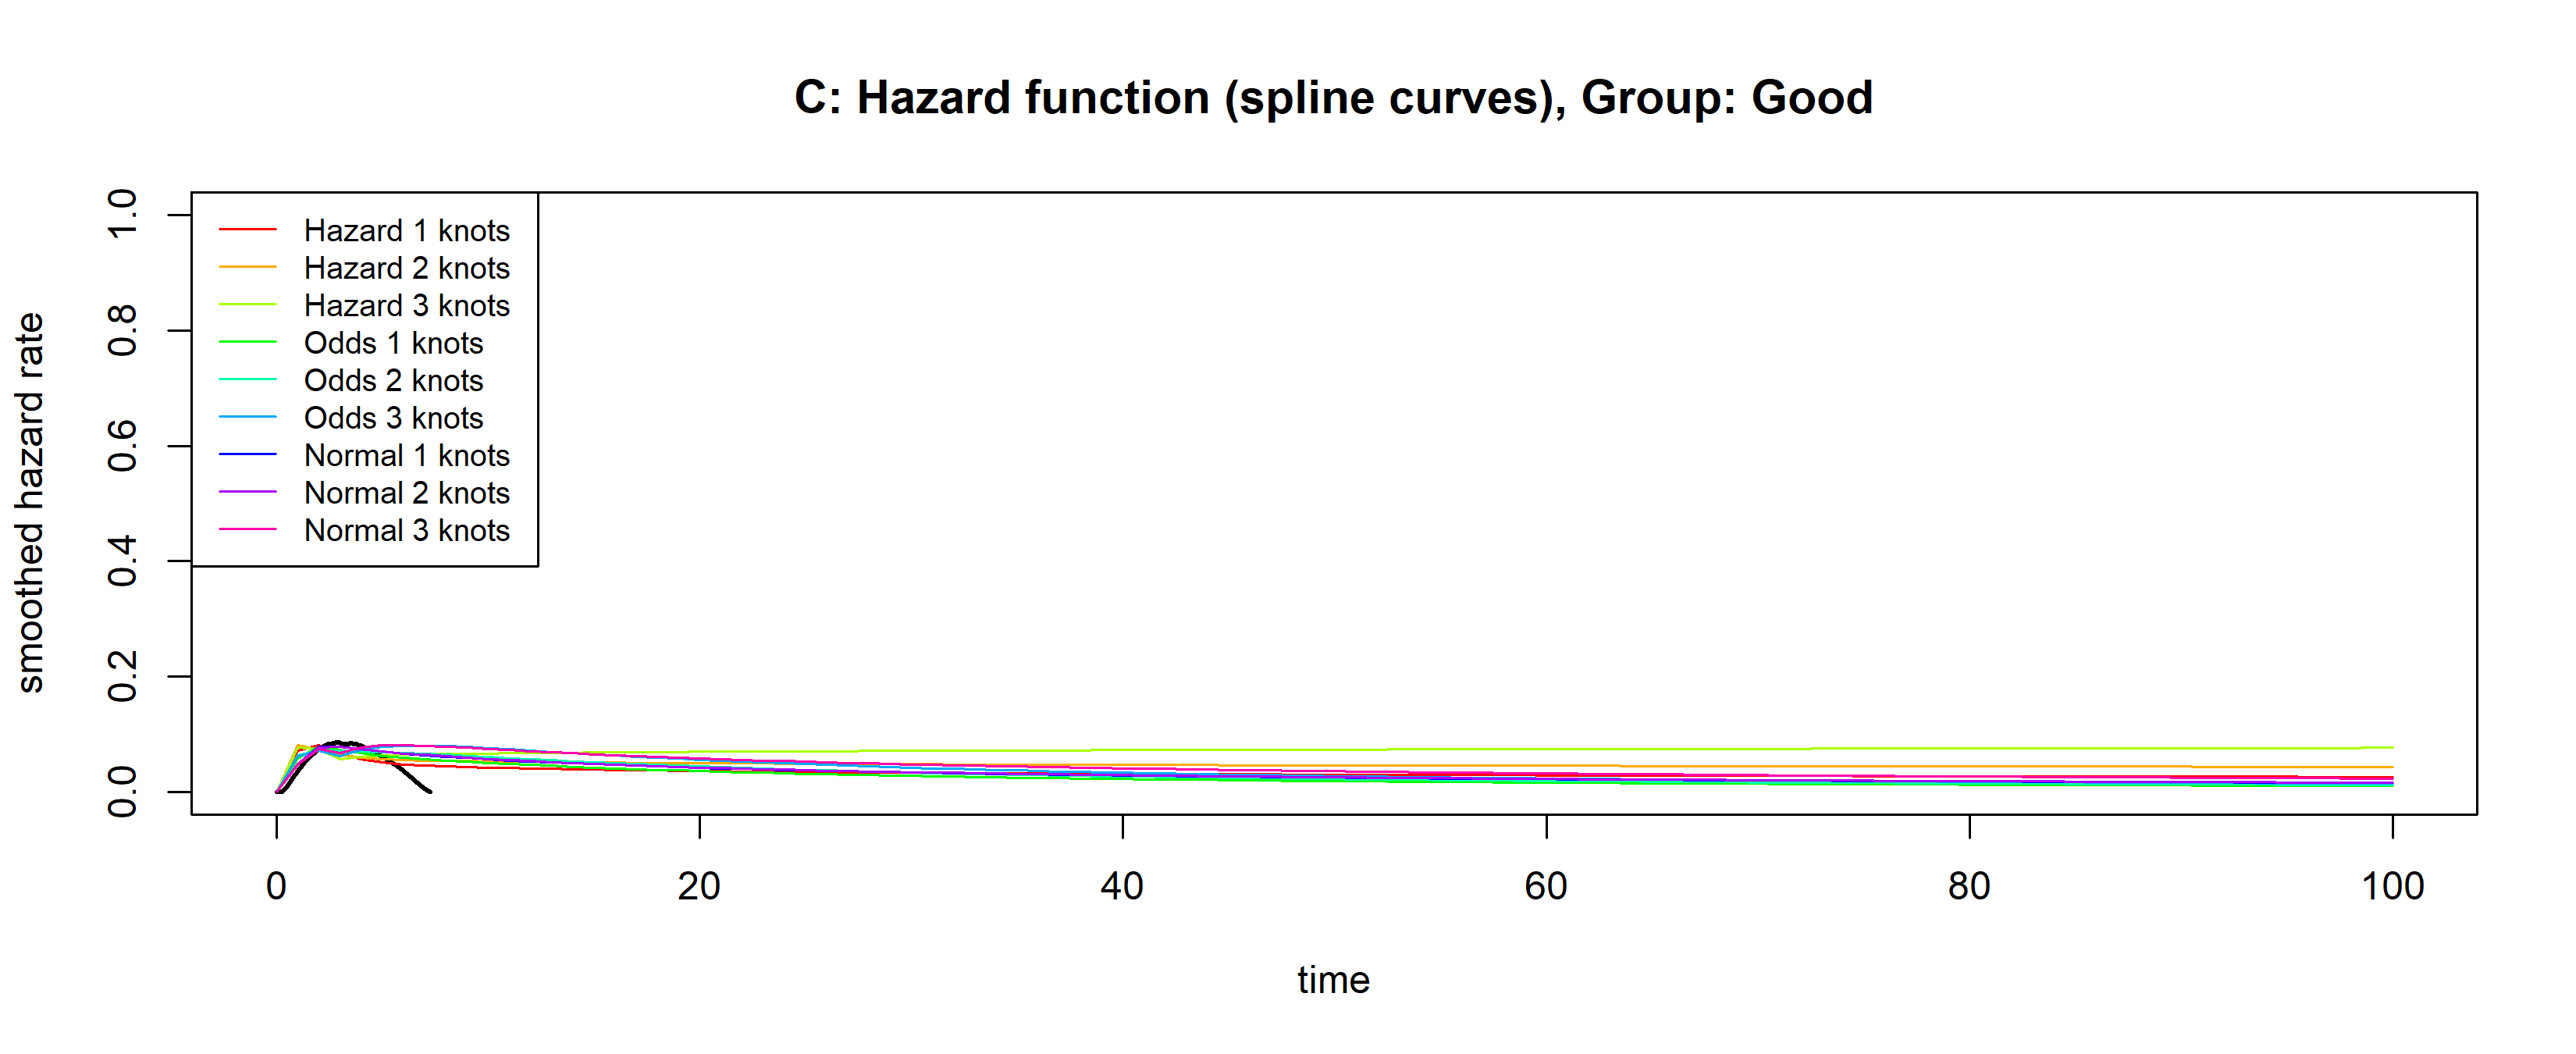 C: Hazard function (spline curves), Group: Good
smoothed hazard rate
1.0
0.8
0.6
0.4
0.2
0.0
Hazard 1 knots
Hazard 2 knots
Hazard 3 knots
Odds 1 knots
Odds 2 knots
Odds 3 knots
Normal 1 knots
Normal 2 knots
Normal 3 knots
0 20 40 60 80 100
time